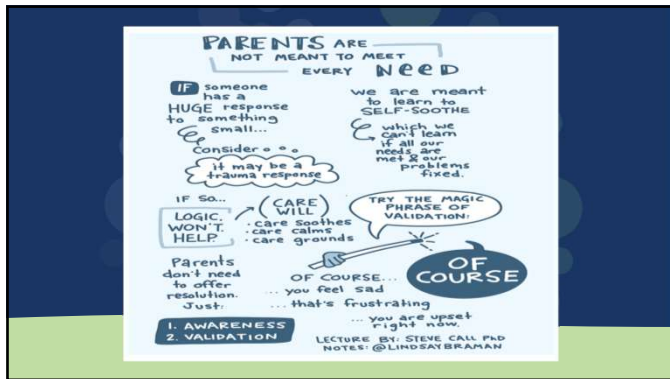 PARENTS ARE
NOT MEANT TO MEET
EVERY NEED
IF someone
has a
HUGE response
to something
small...
Consider...
it may be a
trauma response
we are meant
to learn to
SELF-SOOTHE
which we
can't learn
if all our
needs are
met & our
problems
fixed.
IF SO...
LOGIC
WON'T
HELP.
(CARE
WILL)
• care soothes
• care calms
• care grounds
TRY THE MAGIC
PHRASE OF
VALIDATION:
OF
COURSE
Parents
don't need
to offer
resolution.
Just:
1. AWARENESS
2. VALIDATION
OF COURSE...
...you feel sad
...that's frustrating
...you are upset
right now.
LECTURE BY: STEVE CALL PhD
NOTES: @LINDSAYBRAMAN